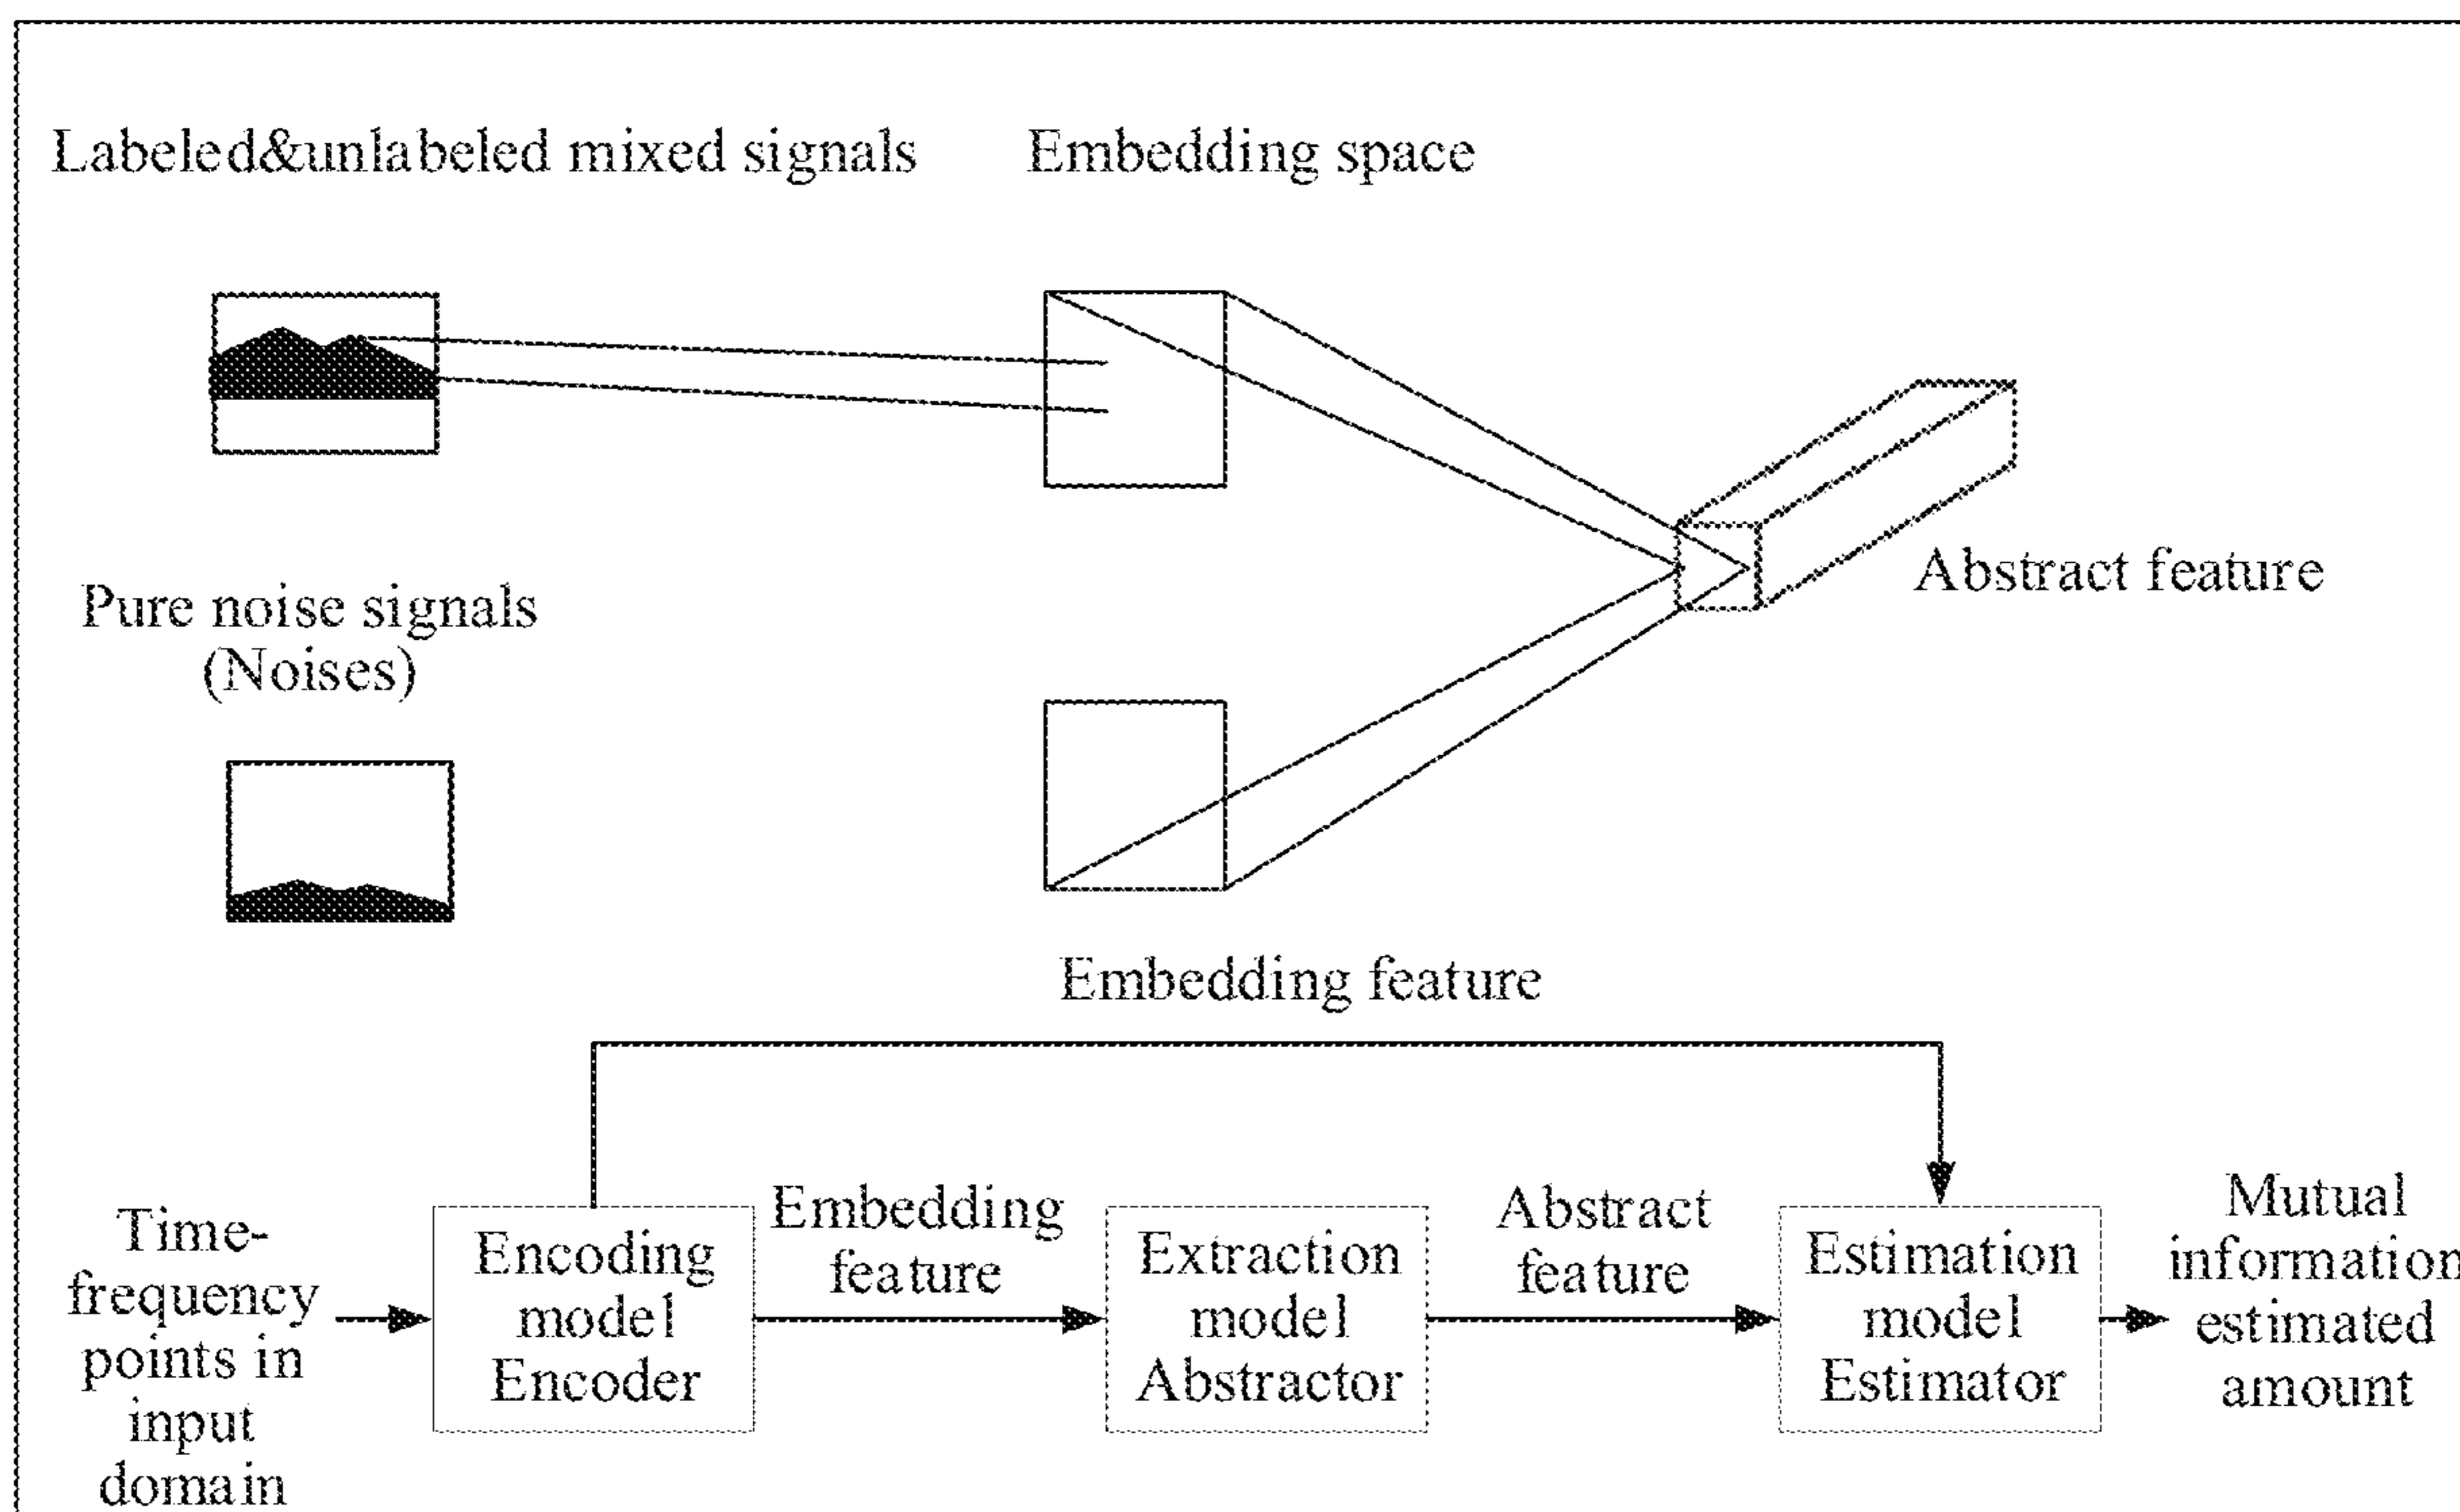 Labeled&unlabeled mixed signals
Embedding space
Abstract feature
Pure noise signals
(Noises)
Embedding feature
Time-
frequency
points in
input
domain
Encoding
model
Encoder
Embedding
feature
Extraction
model
Abstractor
Abstract
feature
Estimation
model
Estimator
Mutual
information
estimated
amount